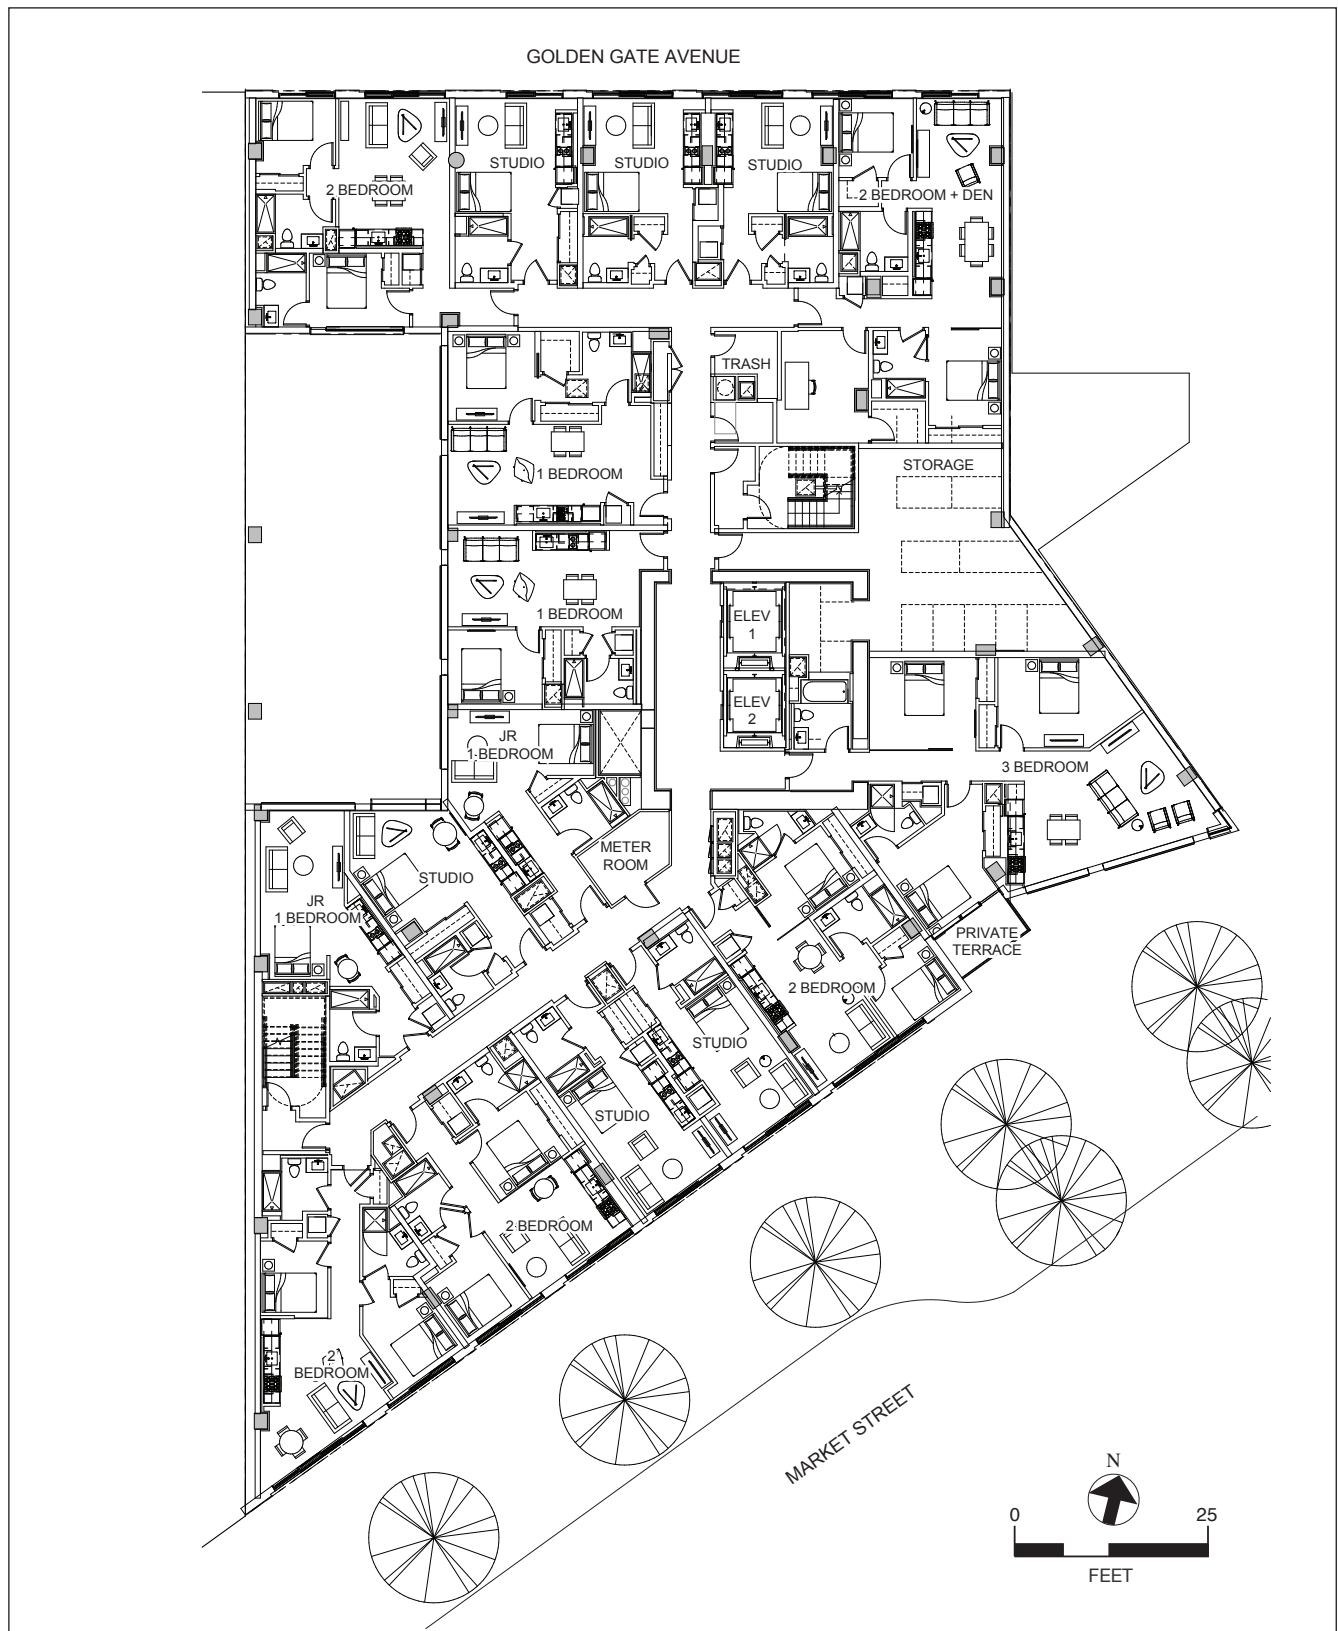 GOLDEN GATE AVENUE
STUDIO
STUDIO
STUDIO
2 BEDROOM
2 BEDROOM + DEN
TRASH
1 BEDROOM
STORAGE
1 BEDROOM
ELEV
1
ELEV
2
JR
1 BEDROOM
3 BEDROOM
METER
ROOM
STUDIO
JR
1 BEDROOM
PRIVATE
TERRACE
2 BEDROOM
STUDIO
STUDIO
2 BEDROOM
2
BEDROOM
MARKET STREET
N
0
25
FEET